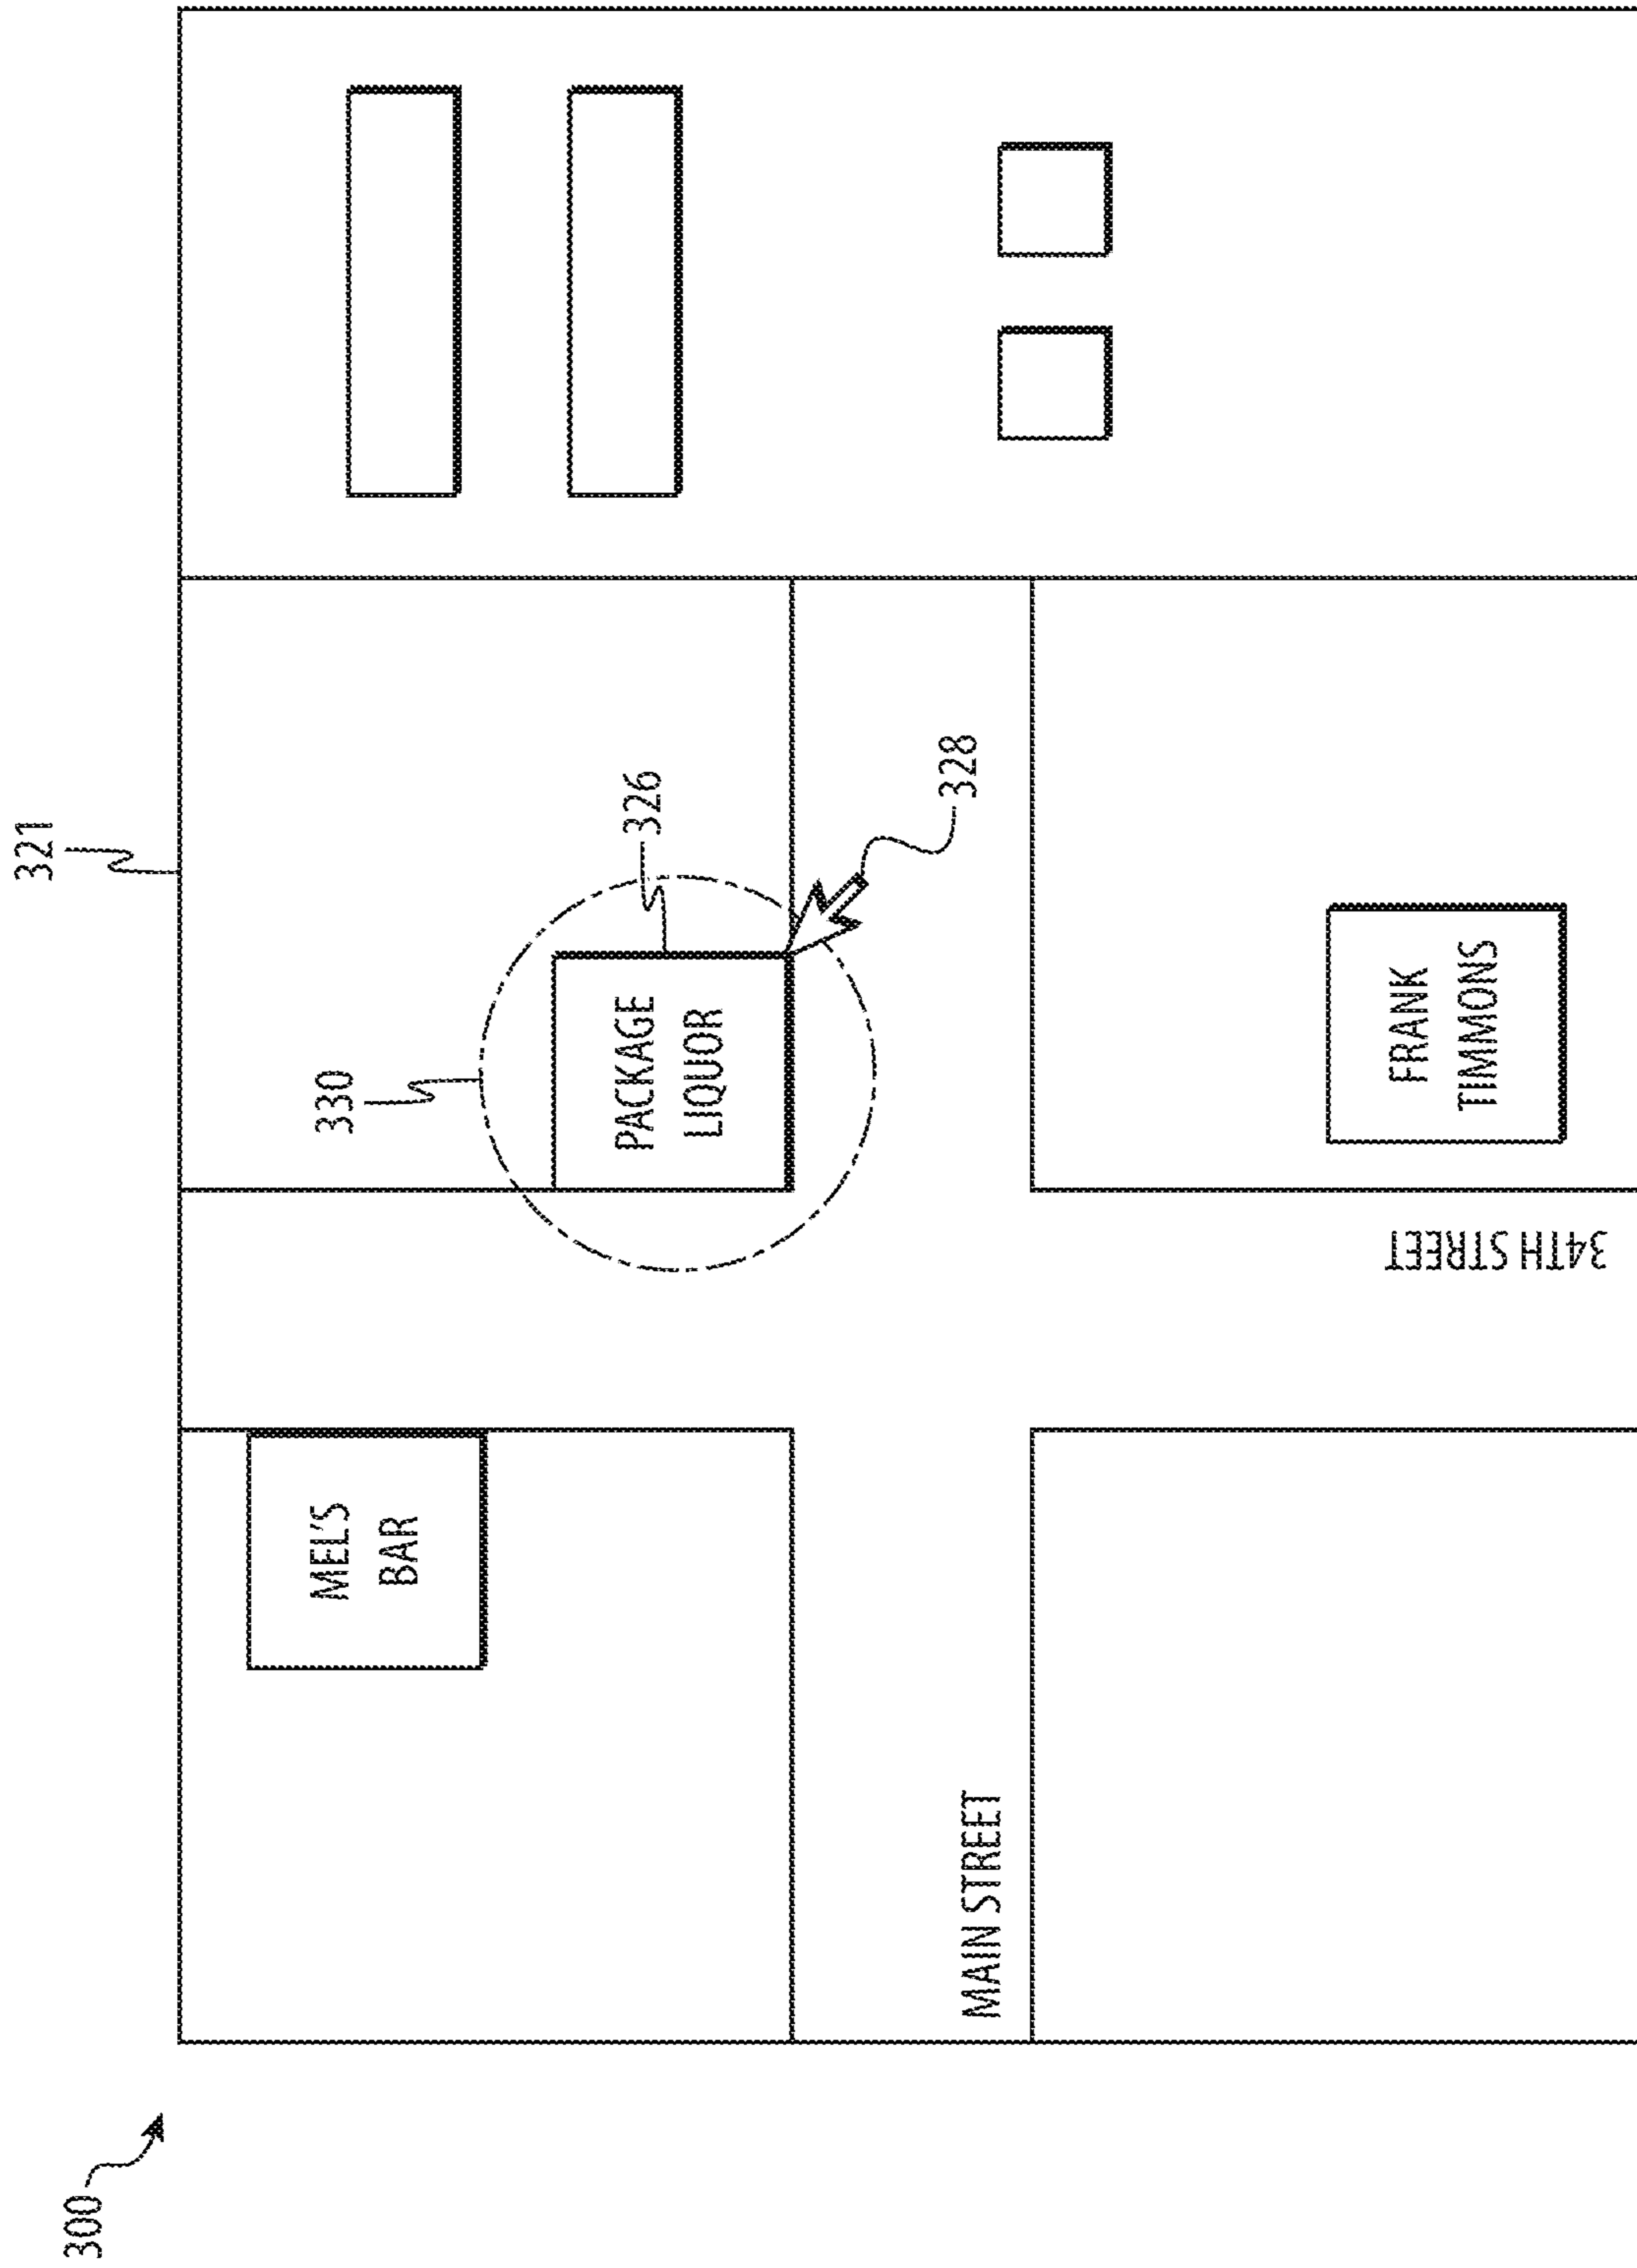 300
321
MEL'S
BAR
330
326
PACKAGE
LIQUOR
328
MAIN STREET
34TH STREET
FRANK
TIMMONS